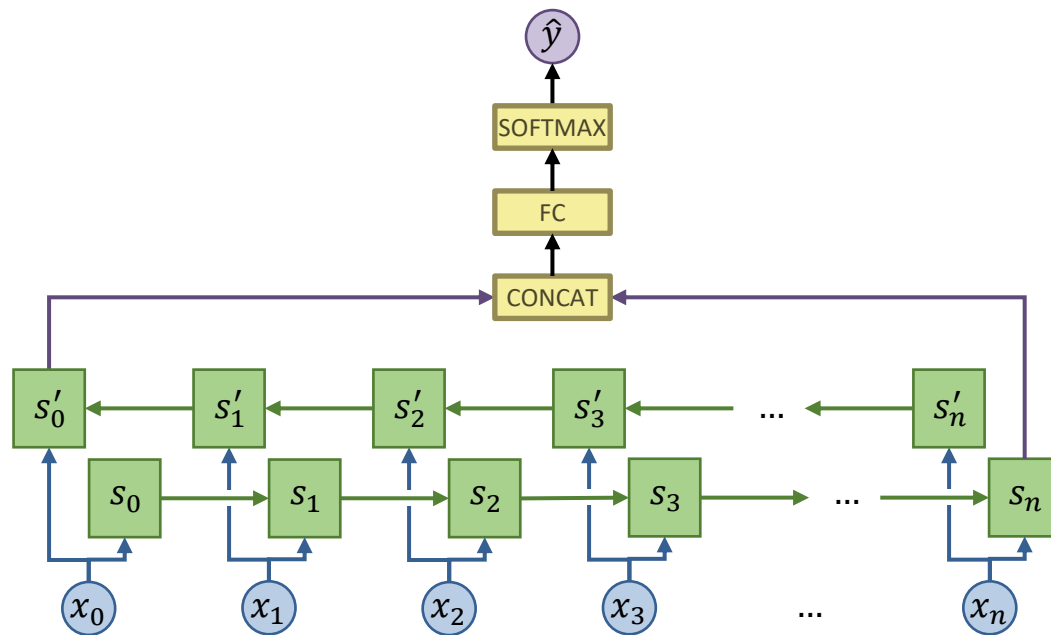 ŷ
SOFTMAX
FC
CONCAT
s′₀ s′₁ s′₂ s′₃ ... s′ₙ
s₀ s₁ s₂ s₃ ... sₙ
x₀ x₁ x₂ x₃ ... xₙ